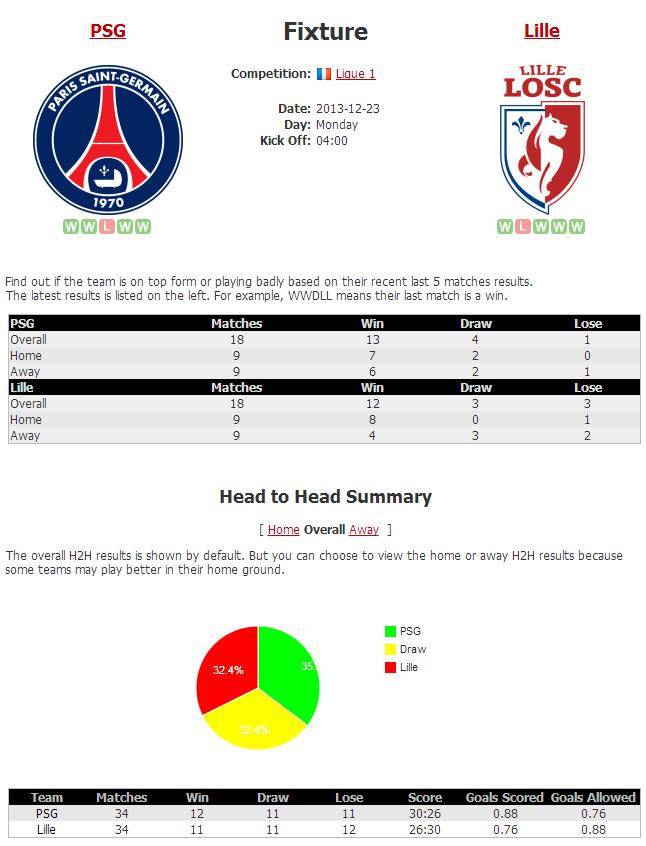 PSG
Fixture
Lille
Competition: Ligue 1
Date: 2013-12-23
Day: Monday
Kick Off: 04:00
PARIS SAINT-GERMAIN
1970
LILLE
LOSC
W W L W W
W L W W W
Find out if the team is on top form or playing badly based on their recent last 5 matches results.
The latest results is listed on the left. For example, WWDLL means their last match is a win.
PSG Matches Win Draw Lose
Overall 18 13 4 1
Home 9 7 2 0
Away 9 6 2 1
Lille Matches Win Draw Lose
Overall 18 12 3 3
Home 9 8 0 1
Away 9 4 3 2
Head to Head Summary
[ Home Overall Away ]
The overall H2H results is shown by default. But you can choose to view the home or away H2H results because
some teams may play better in their home ground.
PSG
Draw
Lille
32.4%
35.
32.4%
Team Matches Win Draw Lose Score Goals Scored Goals Allowed
PSG 34 12 11 11 30:26 0.88 0.76
Lille 34 11 11 12 26:30 0.76 0.88